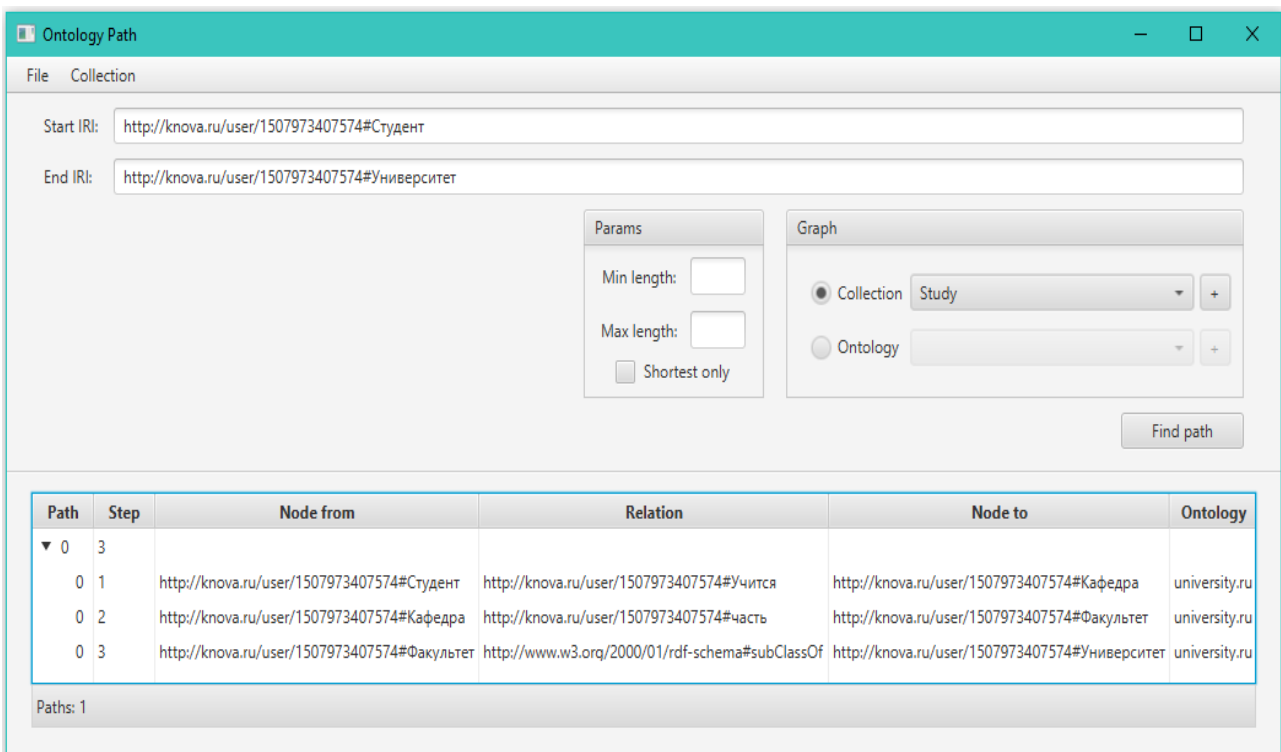 Ontology Path
File Collection
Start IRI: http://knova.ru/user/1507973407574#Студент
End IRI: http://knova.ru/user/1507973407574#Университет
Params
Min length:
Max length:
Shortest only
Graph
Collection Study +
Ontology +
Find path
Path Step Node from Relation Node to Ontology
0 3
0 1 http://knova.ru/user/1507973407574#Студент http://knova.ru/user/1507973407574#Учится http://knova.ru/user/1507973407574#Кафедра university.ru
0 2 http://knova.ru/user/1507973407574#Кафедра http://knova.ru/user/1507973407574#часть http://knova.ru/user/1507973407574#Факультет university.ru
0 3 http://knova.ru/user/1507973407574#Факультет http://www.w3.org/2000/01/rdf-schema#subClassOf http://knova.ru/user/1507973407574#Университет university.ru
Paths: 1